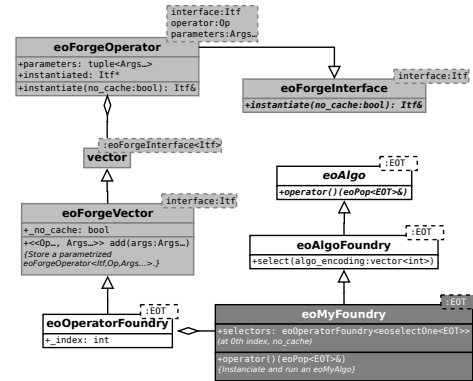 interface:Itf
operator:Op
parameters:Args…
eoForgeOperator
+parameters: tuple<Args…>
+instantiated: Itf*
+instantiate(no_cache:bool): Itf&
interface:Itf
eoForgeInterface
+instantiate(no_cache:bool): Itf&
:eoForgeInterface<Itf>
vector
:EOT
eoAlgo
+operator()(eoPop<EOT>&)
interface:Itf
eoForgeVector
+_no_cache: bool
+<<Op…, Args…>> add(args:Args…)
{Store a parametrized
eoForgeOperator<Itf,Op,Args…>.}
:EOT
eoAlgoFoundry
+select(algo_encoding:vector<int>)
:EOT
eoOperatorFoundry
+_index: int
:EOT
eoMyFoundry
+selectors: eoOperatorFoundry<eoselectOne<EOT>>
(at 0th index, no_cache)
+operator()(eoPop<EOT>&)
{Instanciate and run an eoMyAlgo}